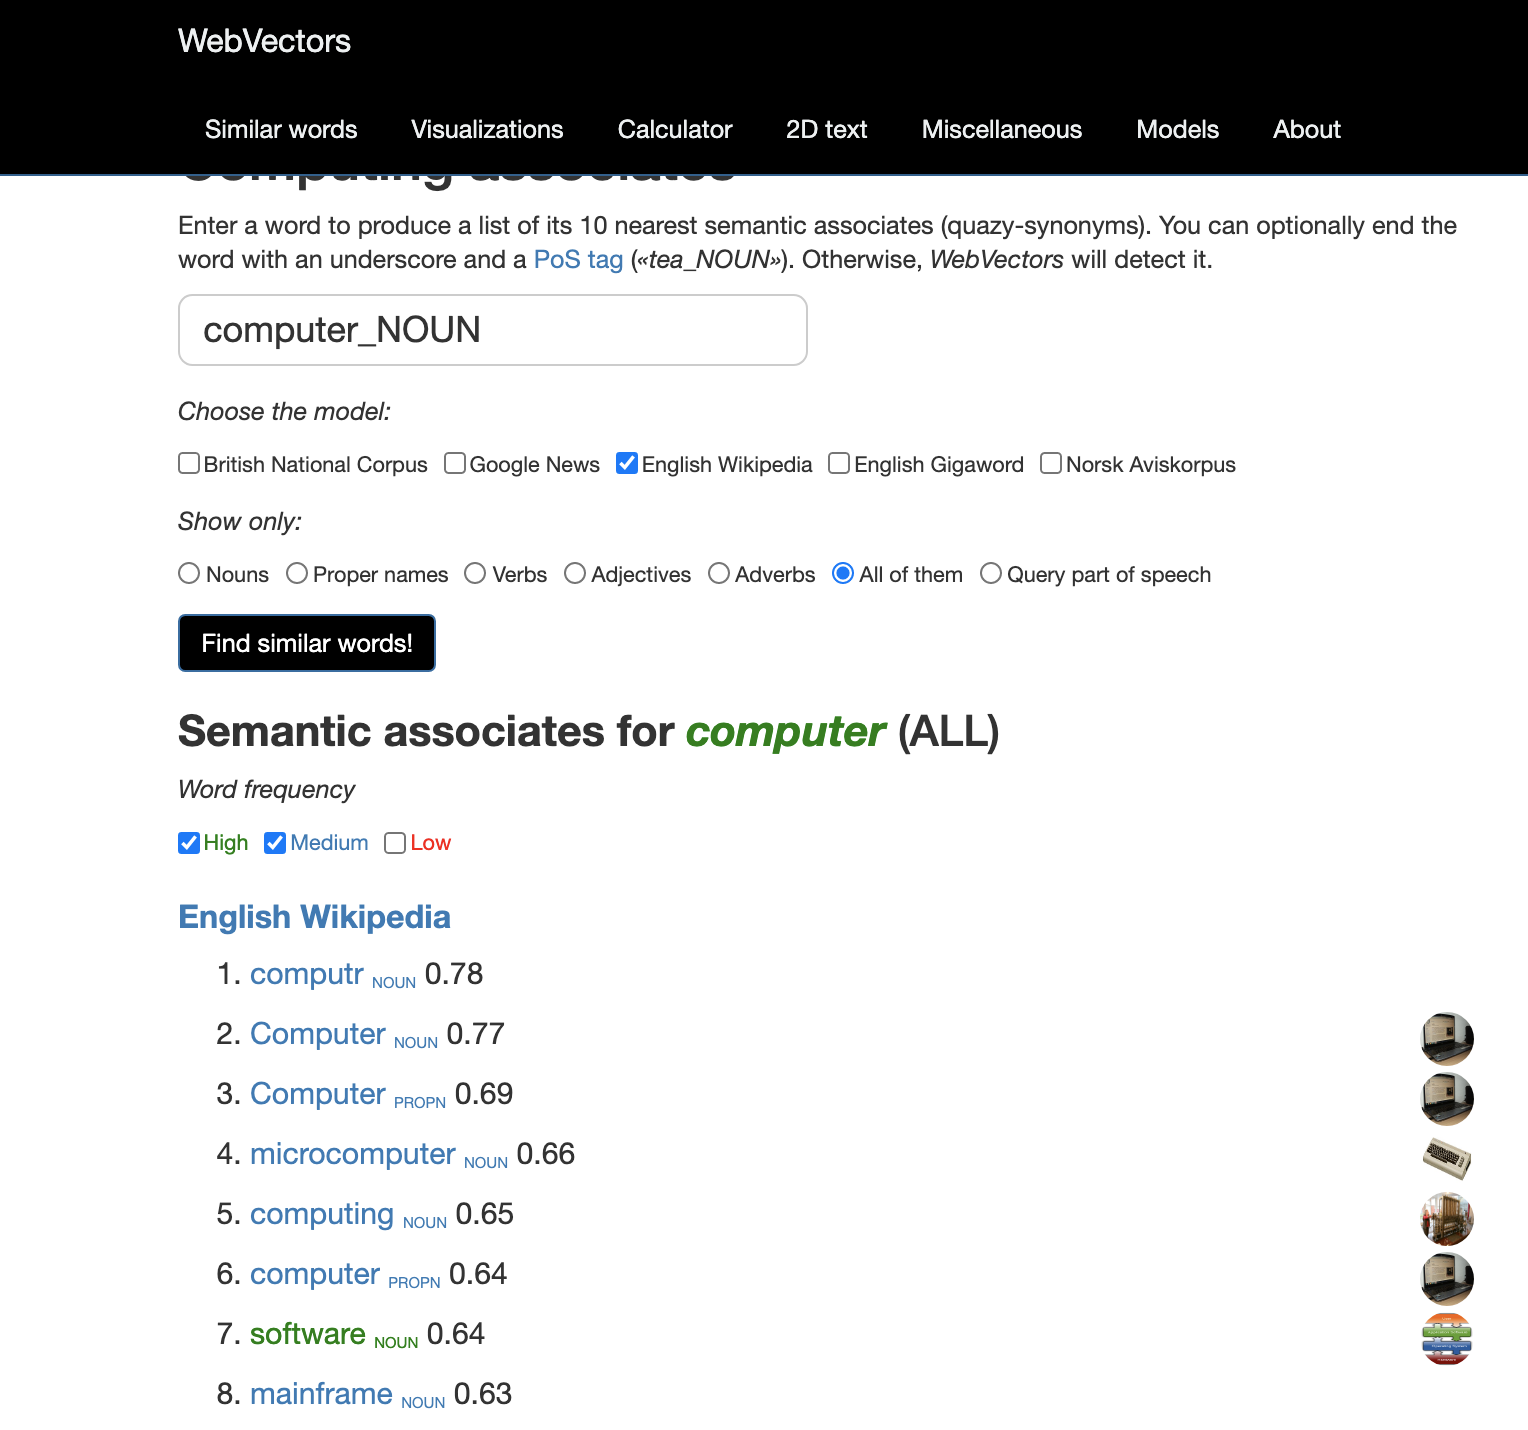 WebVectors
Similar words Visualizations Calculator 2D text Miscellaneous Models About
Computing associates
Enter a word to produce a list of its 10 nearest semantic associates (quazy-synonyms). You can optionally end the
word with an underscore and a PoS tag («tea_NOUN»). Otherwise, WebVectors will detect it.
computer_NOUN
Choose the model:
British National Corpus Google News English Wikipedia English Gigaword Norsk Aviskorpus
Show only:
Nouns Proper names Verbs Adjectives Adverbs All of them Query part of speech
Find similar words!
Semantic associates for computer (ALL)
Word frequency
High Medium Low
English Wikipedia
1. computr NOUN 0.78
2. Computer NOUN 0.77
3. Computer PROPN 0.69
4. microcomputer NOUN 0.66
5. computing NOUN 0.65
6. computer PROPN 0.64
7. software NOUN 0.64
8. mainframe NOUN 0.63